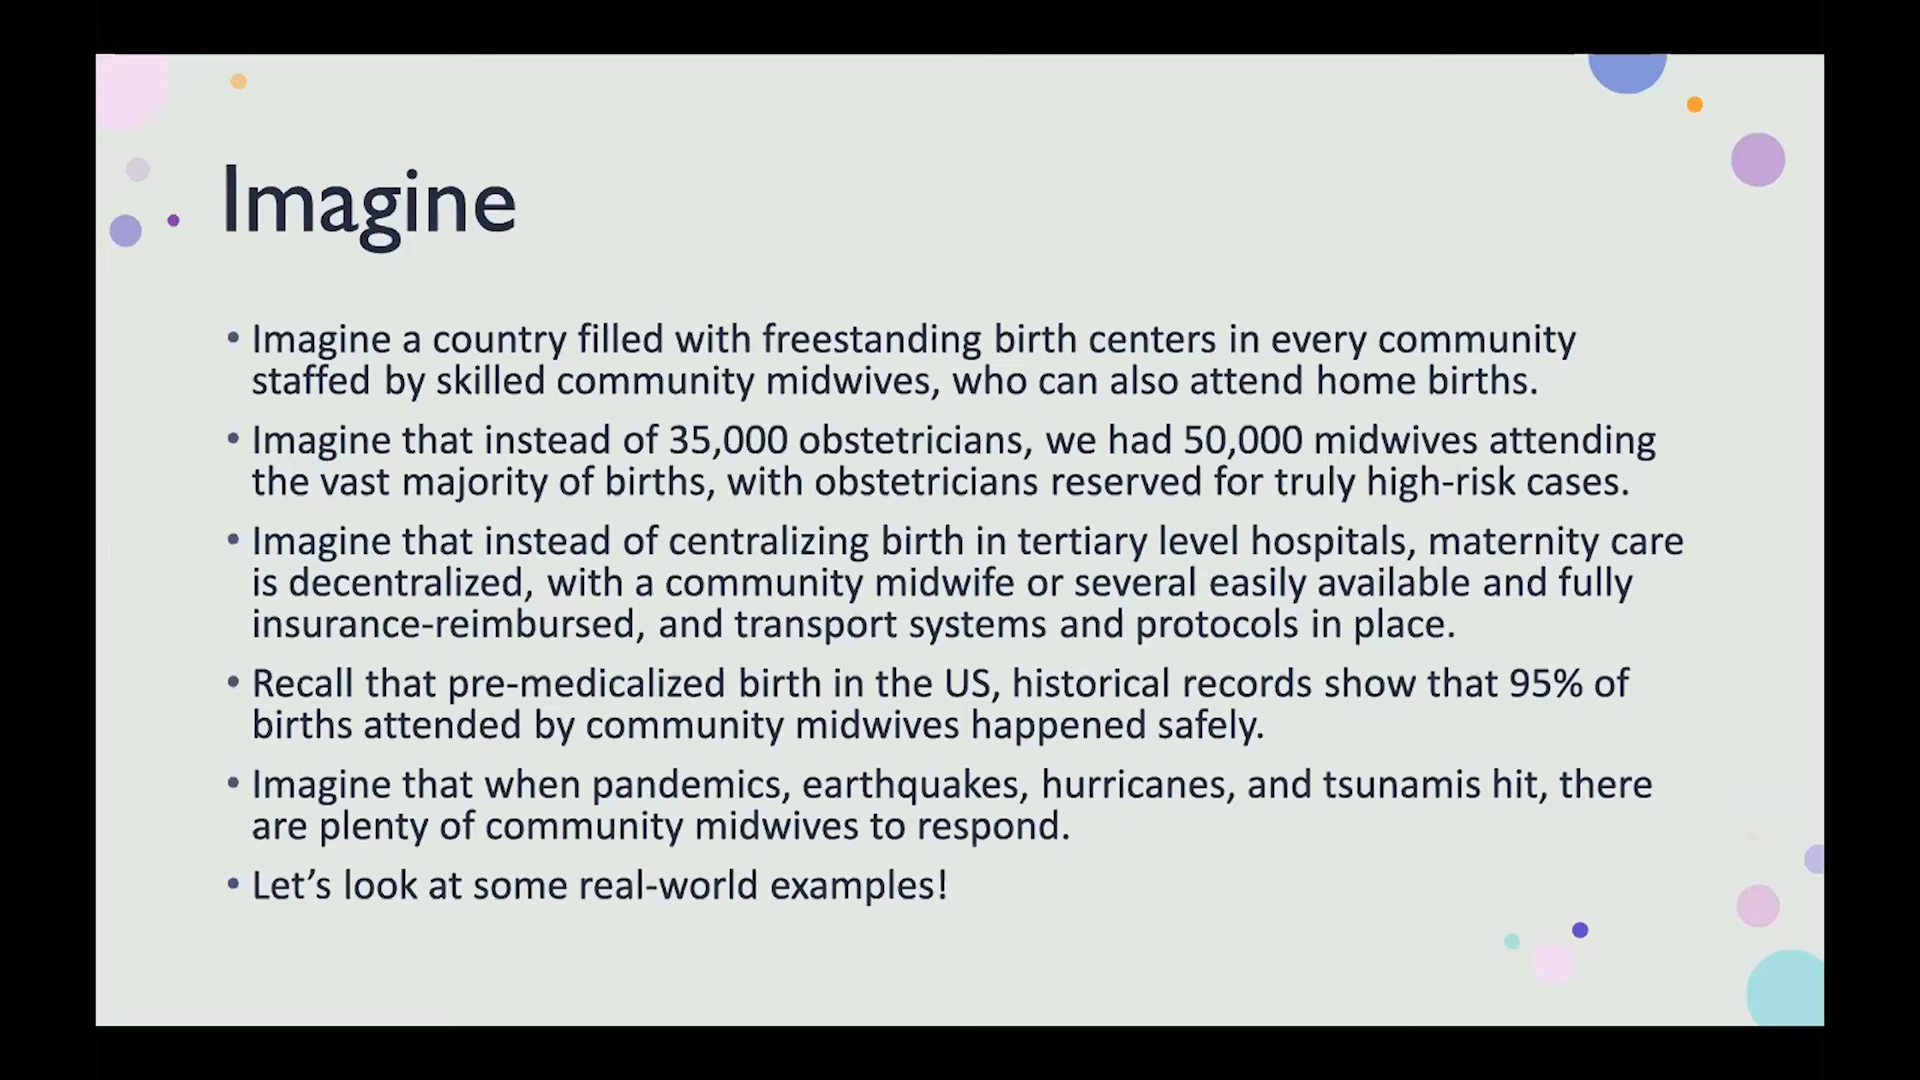 Imagine
• Imagine a country filled with freestanding birth centers in every community
staffed by skilled community midwives, who can also attend home births.
• Imagine that instead of 35,000 obstetricians, we had 50,000 midwives attending
the vast majority of births, with obstetricians reserved for truly high-risk cases.
• Imagine that instead of centralizing birth in tertiary level hospitals, maternity care
is decentralized, with a community midwife or several easily available and fully
insurance-reimbursed, and transport systems and protocols in place.
• Recall that pre-medicalized birth in the US, historical records show that 95% of
births attended by community midwives happened safely.
• Imagine that when pandemics, earthquakes, hurricanes, and tsunamis hit, there
are plenty of community midwives to respond.
• Let’s look at some real-world examples!